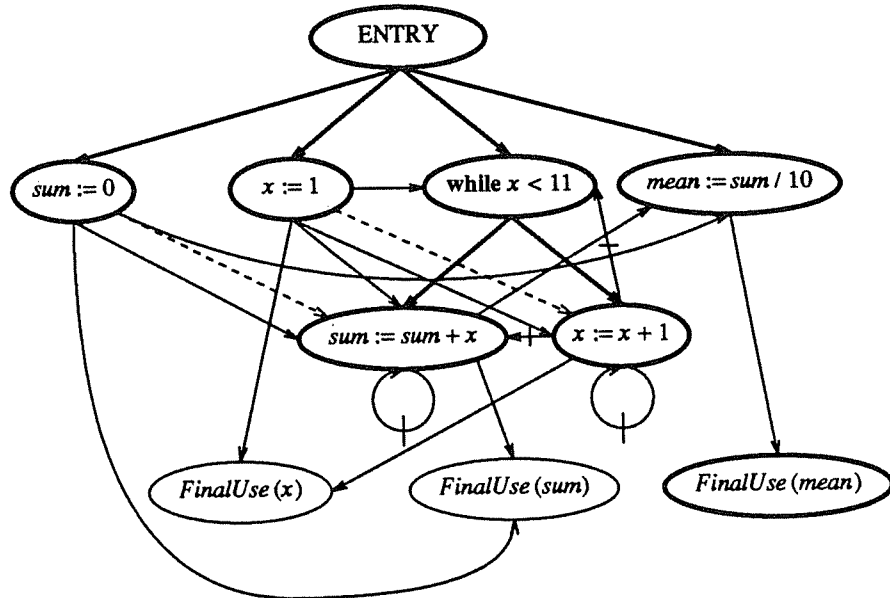 ENTRY
sum := 0
x := 1
while x < 11
mean := sum / 10
sum := sum + x
x := x + 1
FinalUse (x)
FinalUse (sum)
FinalUse (mean)